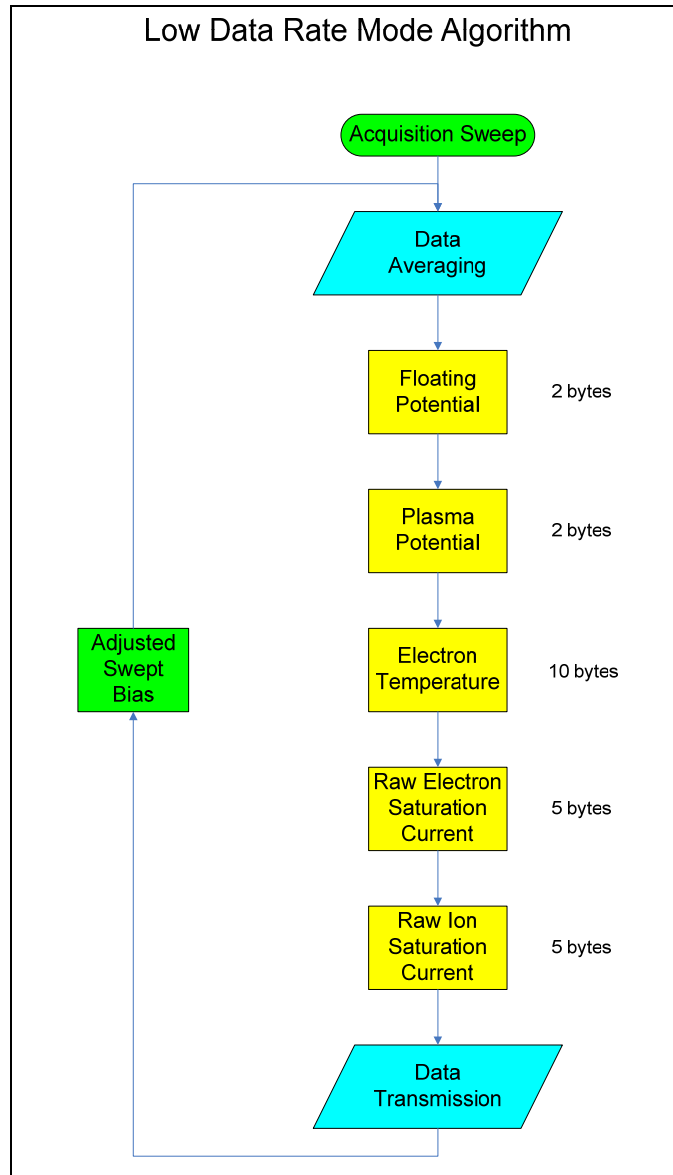 Low Data Rate Mode Algorithm
Acquisition Sweep
Data
Averaging
Floating
Potential
2 bytes
Plasma
Potential
2 bytes
Adjusted
Swept
Bias
Electron
Temperature
10 bytes
Raw Electron
Saturation
Current
5 bytes
Raw Ion
Saturation
Current
5 bytes
Data
Transmission